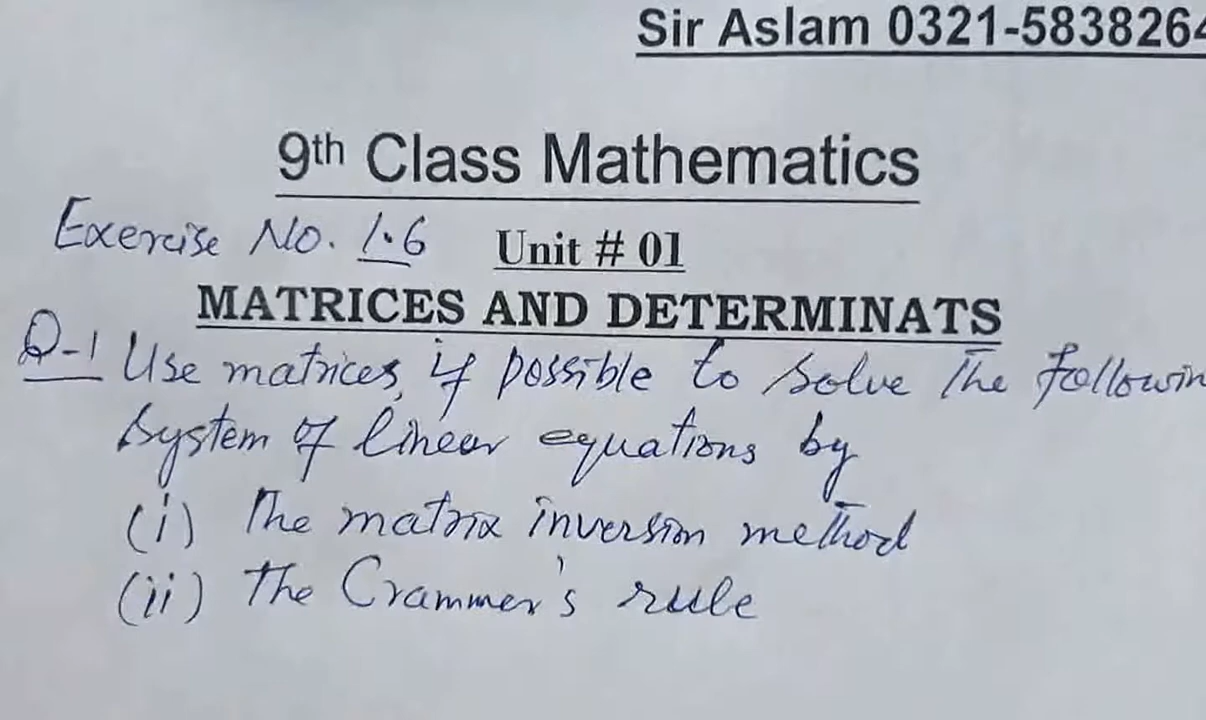 Sir Aslam 0321-5838264
9th Class Mathematics
Exercise No. 1.6 Unit # 01
MATRICES AND DETERMINATS
Q-1 Use matrices, if possible to solve the followin
system of linear equations by
(i) The matrix inversion method
(ii) The Crammer's rule